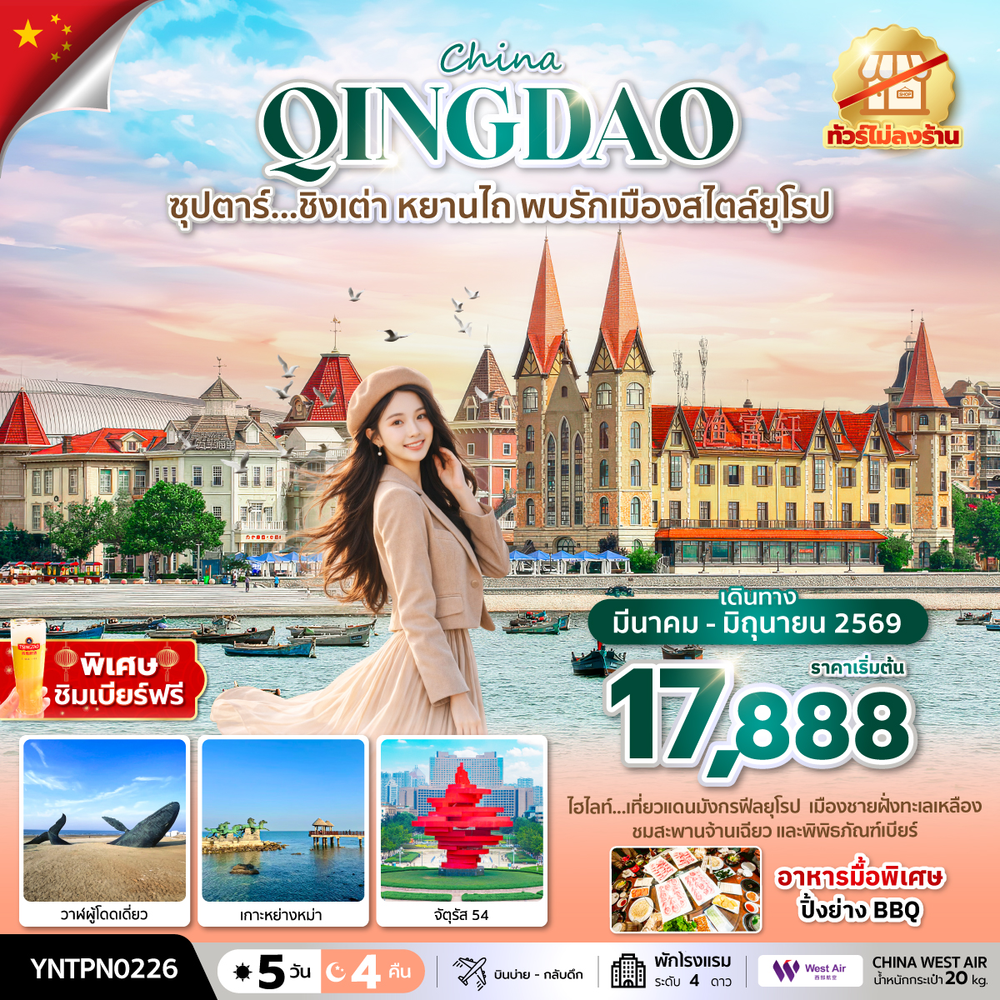 China
QINGDAO
ซุปตาร์...ชิงเต่า หยานไถ พบรักเมืองสไตล์ยุโรป
SHOP
ทัวร์ไม่ลงร้าน
TSINGTAO
พิเศษ
ชิมเบียร์ฟรี
เดินทาง
มีนาคม - มิถุนายน 2569
ราคาเริ่มต้น
17,888
ไฮไลท์...เที่ยวแดนมังกรฟีลยุโรป เมืองชายฝั่งทะเลเหลือง
ชมสะพานจ้านเฉียว และพิพิธภัณฑ์เบียร์
วาฬผู้โดดเดี่ยว
เกาะหย่างหม่า
จัตุรัส 54
อาหารมื้อพิเศษ
ปิ้งย่าง BBQ
YNTPN0226
5 วัน
4 คืน
บินบ่าย - กลับดึก
พักโรงแรม
ระดับ 4 ดาว
West Air
西部航空
CHINA WEST AIR
น้ำหนักกระเป๋า 20 kg.